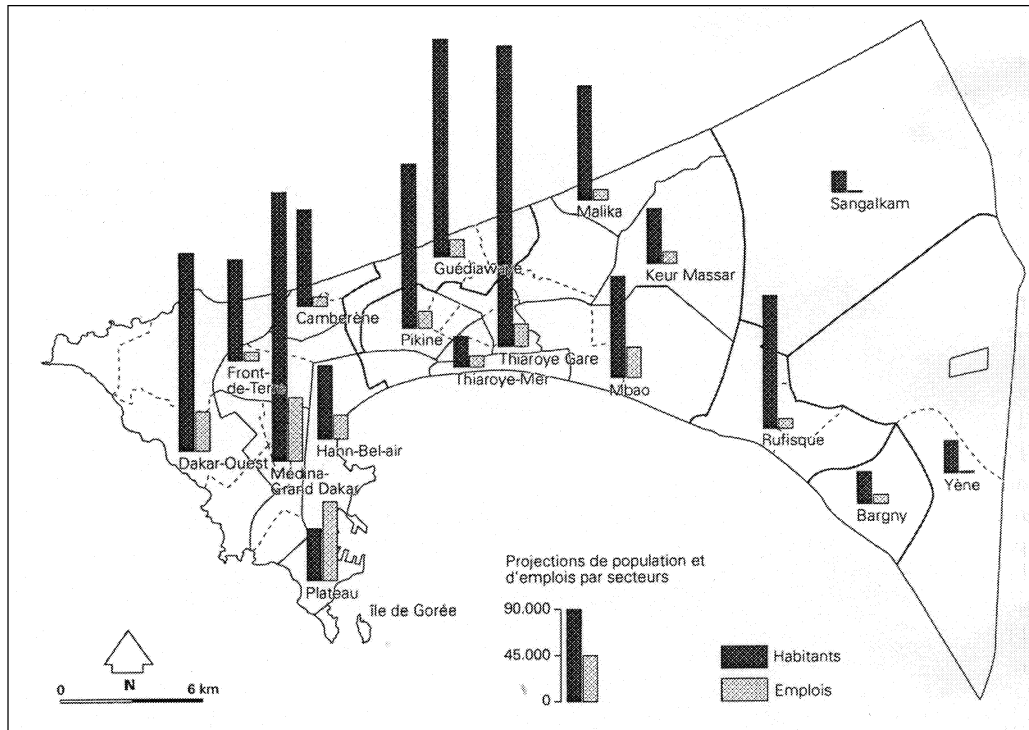 Sangalkam
Malika
Keur Massar
Guédiawaye
Cambérène
Pikine
Thiaroye Gare
Thiaroye-Mer
Mbao
Front-
de-Terre
Hann-Bel-air
Rufisque
Dakar-Ouest
Médina-
Grand Dakar
Yène
Bargny
Plateau
île de Gorée
Projections de population et
d'emplois par secteurs
90.000
45.000
0
Habitants
Emplois
N
0 6 km